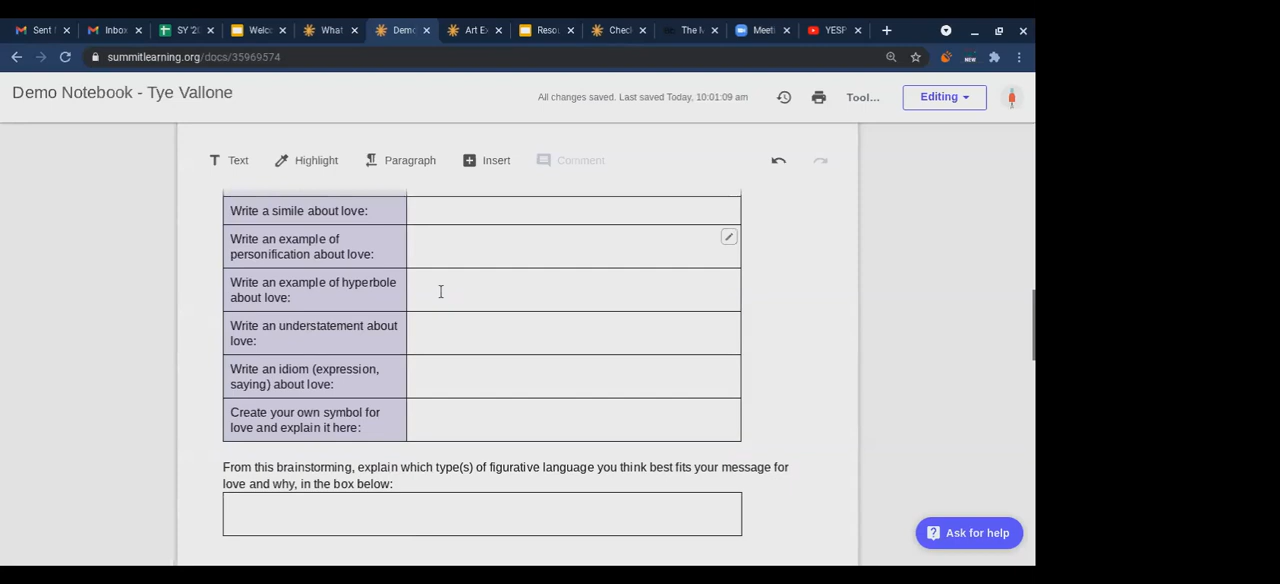 Sent
Inbox
SY '2
Welc
What
Demo
Art E
Resou
Check
The M
Meeti
YESP
summitlearning.org/docs/35969574
NEW
Demo Notebook - Tye Vallone
All changes saved. Last saved Today, 10:01:09 am
Tool...
Editing
Text
Highlight
Paragraph
Insert
Comment
Write a simile about love:
Write an example of
personification about love:
Write an example of hyperbole
about love:
Write an understatement about
love:
Write an idiom (expression,
saying) about love:
Create your own symbol for
love and explain it here:
From this brainstorming, explain which type(s) of figurative language you think best fits your message for
love and why, in the box below:
Ask for help